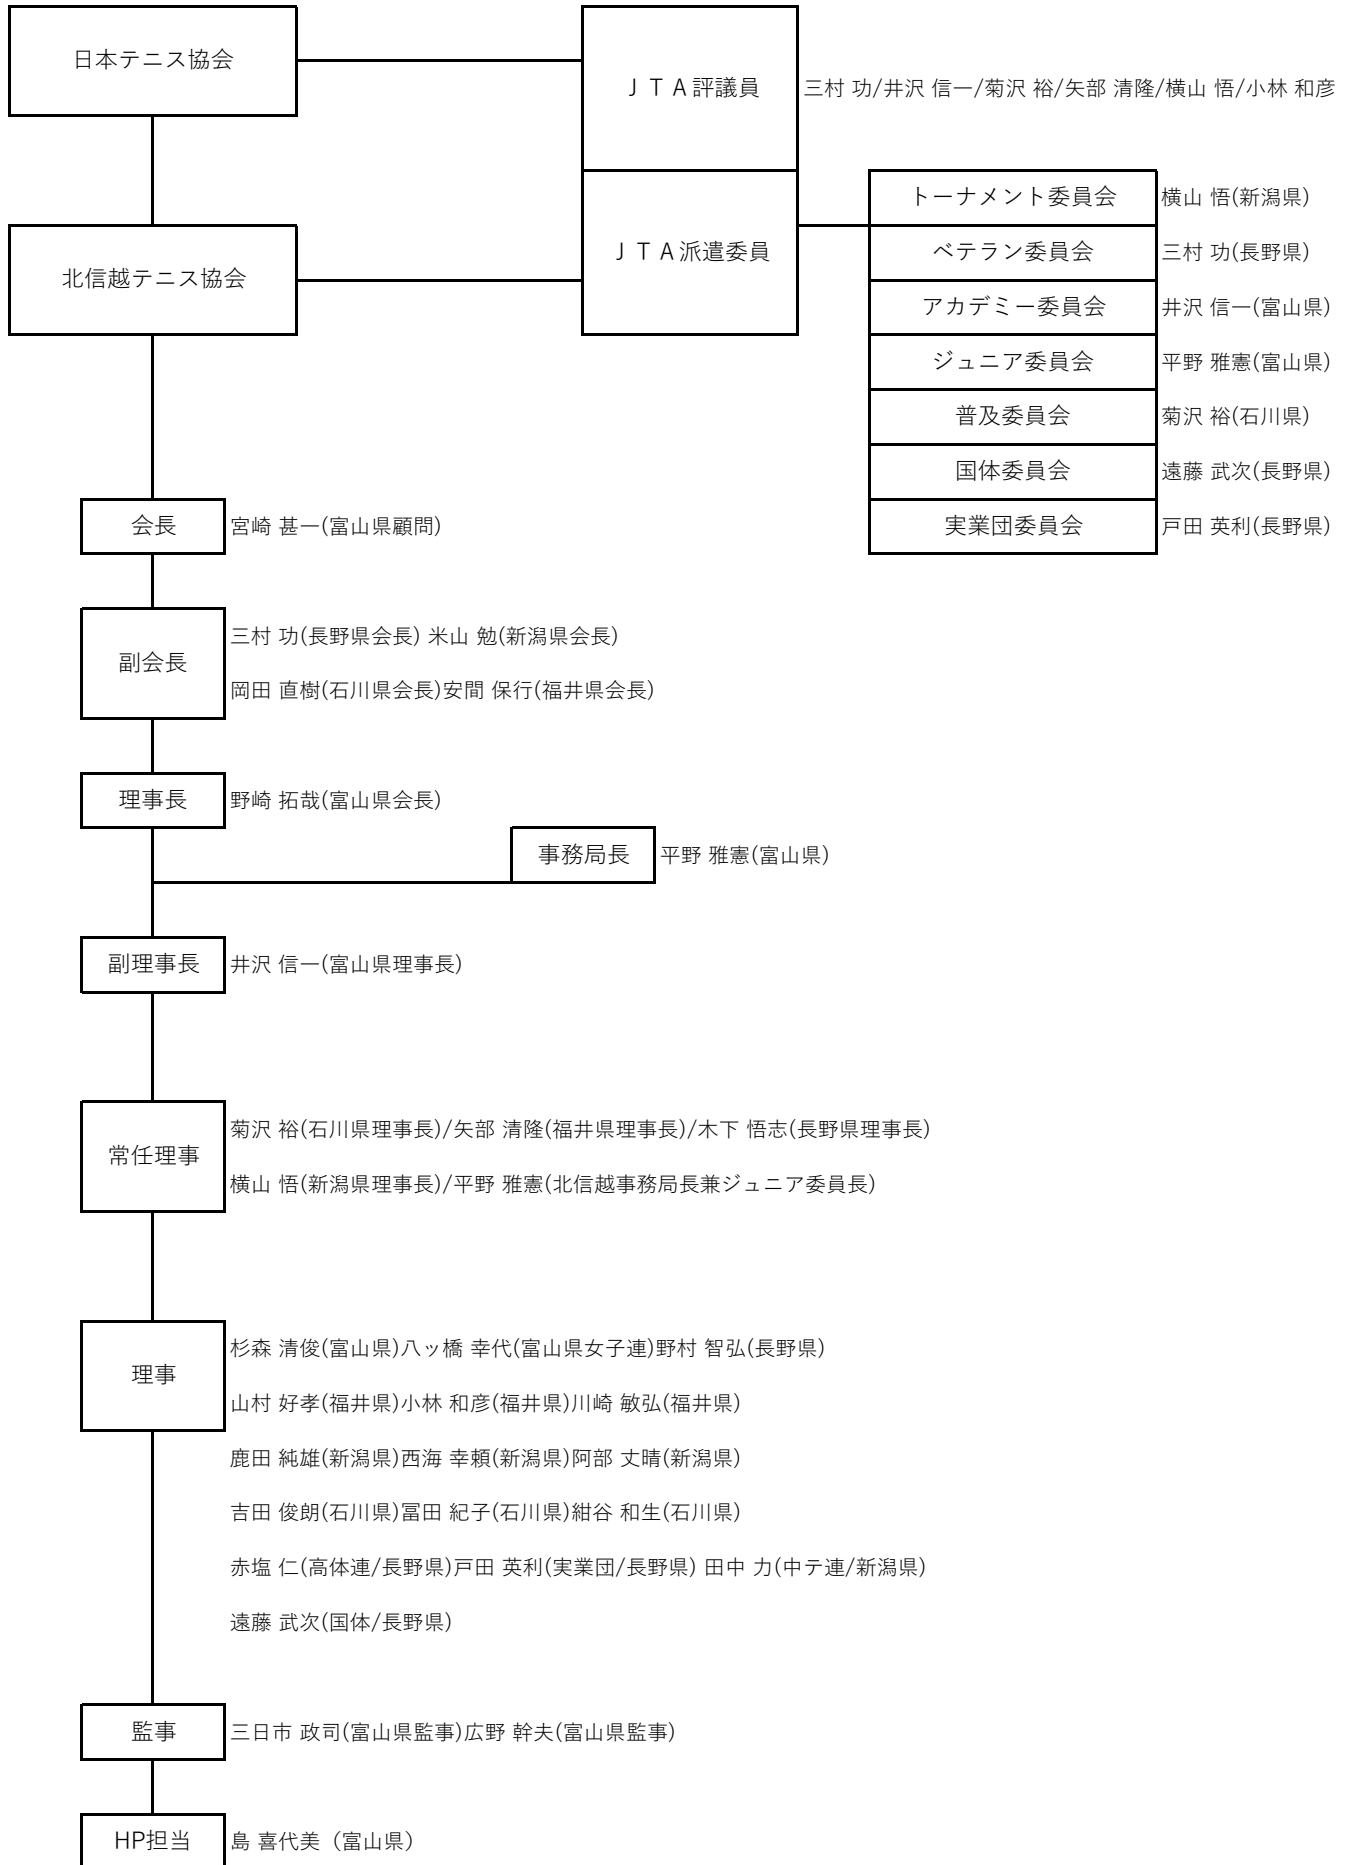 日本テニス協会
ＪＴＡ評議員
三村 功/井沢 信一/菊沢 裕/矢部 清隆/横山 悟/小林 和彦
北信越テニス協会
ＪＴＡ派遣委員
トーナメント委員会
横山 悟(新潟県)
ベテラン委員会
三村 功(長野県)
アカデミー委員会
井沢 信一(富山県)
ジュニア委員会
平野 雅憲(富山県)
普及委員会
菊沢 裕(石川県)
国体委員会
遠藤 武次(長野県)
実業団委員会
戸田 英利(長野県)
会長
宮崎 甚一(富山県顧問)
副会長
三村 功(長野県会長) 米山 勉(新潟県会長)
岡田 直樹(石川県会長)安間 保行(福井県会長)
理事長
野崎 拓哉(富山県会長)
事務局長
平野 雅憲(富山県)
副理事長
井沢 信一(富山県理事長)
常任理事
菊沢 裕(石川県理事長)/矢部 清隆(福井県理事長)/木下 悟志(長野県理事長)
横山 悟(新潟県理事長)/平野 雅憲(北信越事務局長兼ジュニア委員長)
理事
杉森 清俊(富山県)八ッ橋 幸代(富山県女子連)野村 智弘(長野県)
山村 好孝(福井県)小林 和彦(福井県)川崎 敏弘(福井県)
鹿田 純雄(新潟県)西海 幸頼(新潟県)阿部 丈晴(新潟県)
吉田 俊朗(石川県)冨田 紀子(石川県)紺谷 和生(石川県)
赤塩 仁(高体連/長野県)戸田 英利(実業団/長野県) 田中 力(中テ連/新潟県)
遠藤 武次(国体/長野県)
監事
三日市 政司(富山県監事)広野 幹夫(富山県監事)
HP担当
島 喜代美（富山県）